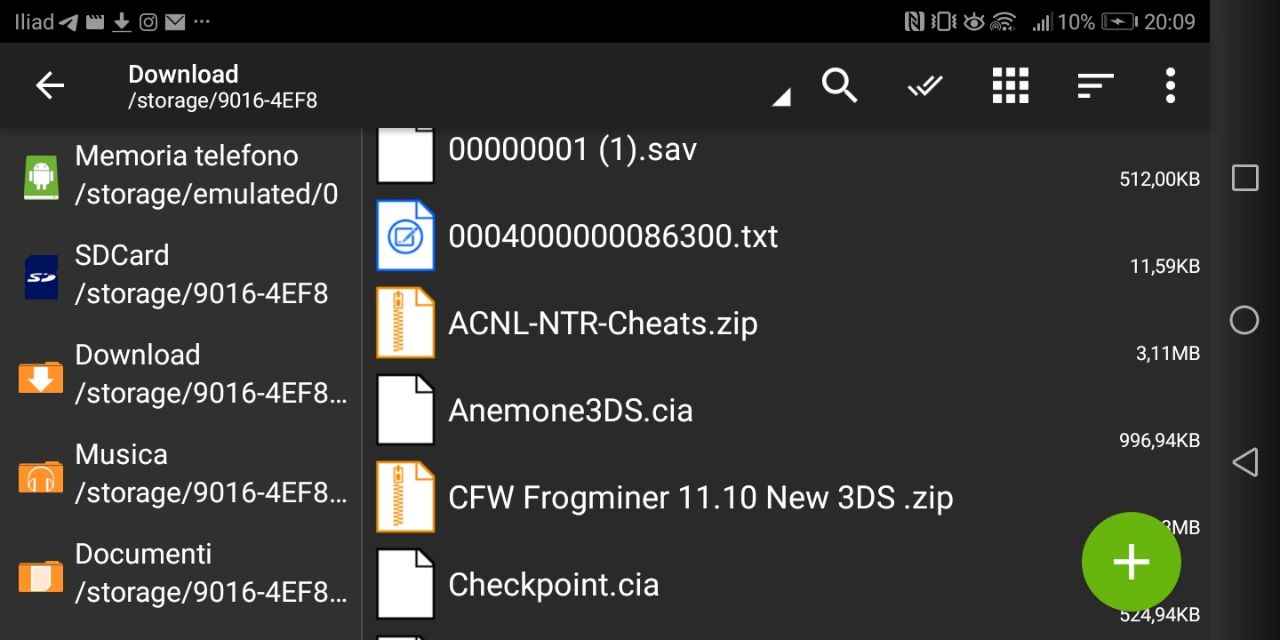 Iliad
10%
20:09
Download
/storage/9016-4EF8
Memoria telefono
/storage/emulated/0
SDCard
/storage/9016-4EF8
Download
/storage/9016-4EF8...
Musica
/storage/9016-4EF8...
Documenti
/storage/9016-4EF8...
00000001 (1).sav
512,00KB
0004000000086300.txt
11,59KB
ACNL-NTR-Cheats.zip
3,11MB
Anemone3DS.cia
996,94KB
CFW Frogminer 11.10 New 3DS .zip
MB
Checkpoint.cia
524,94KB